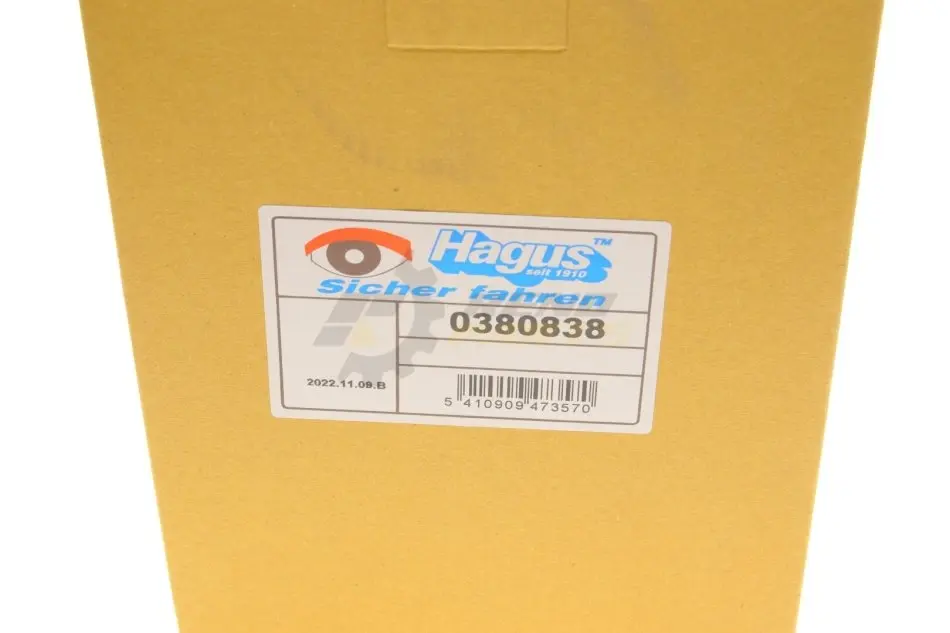 Hagus™
seit 1910
Sicher fahren
0380838
2022.11.09.B
5 410909 473570